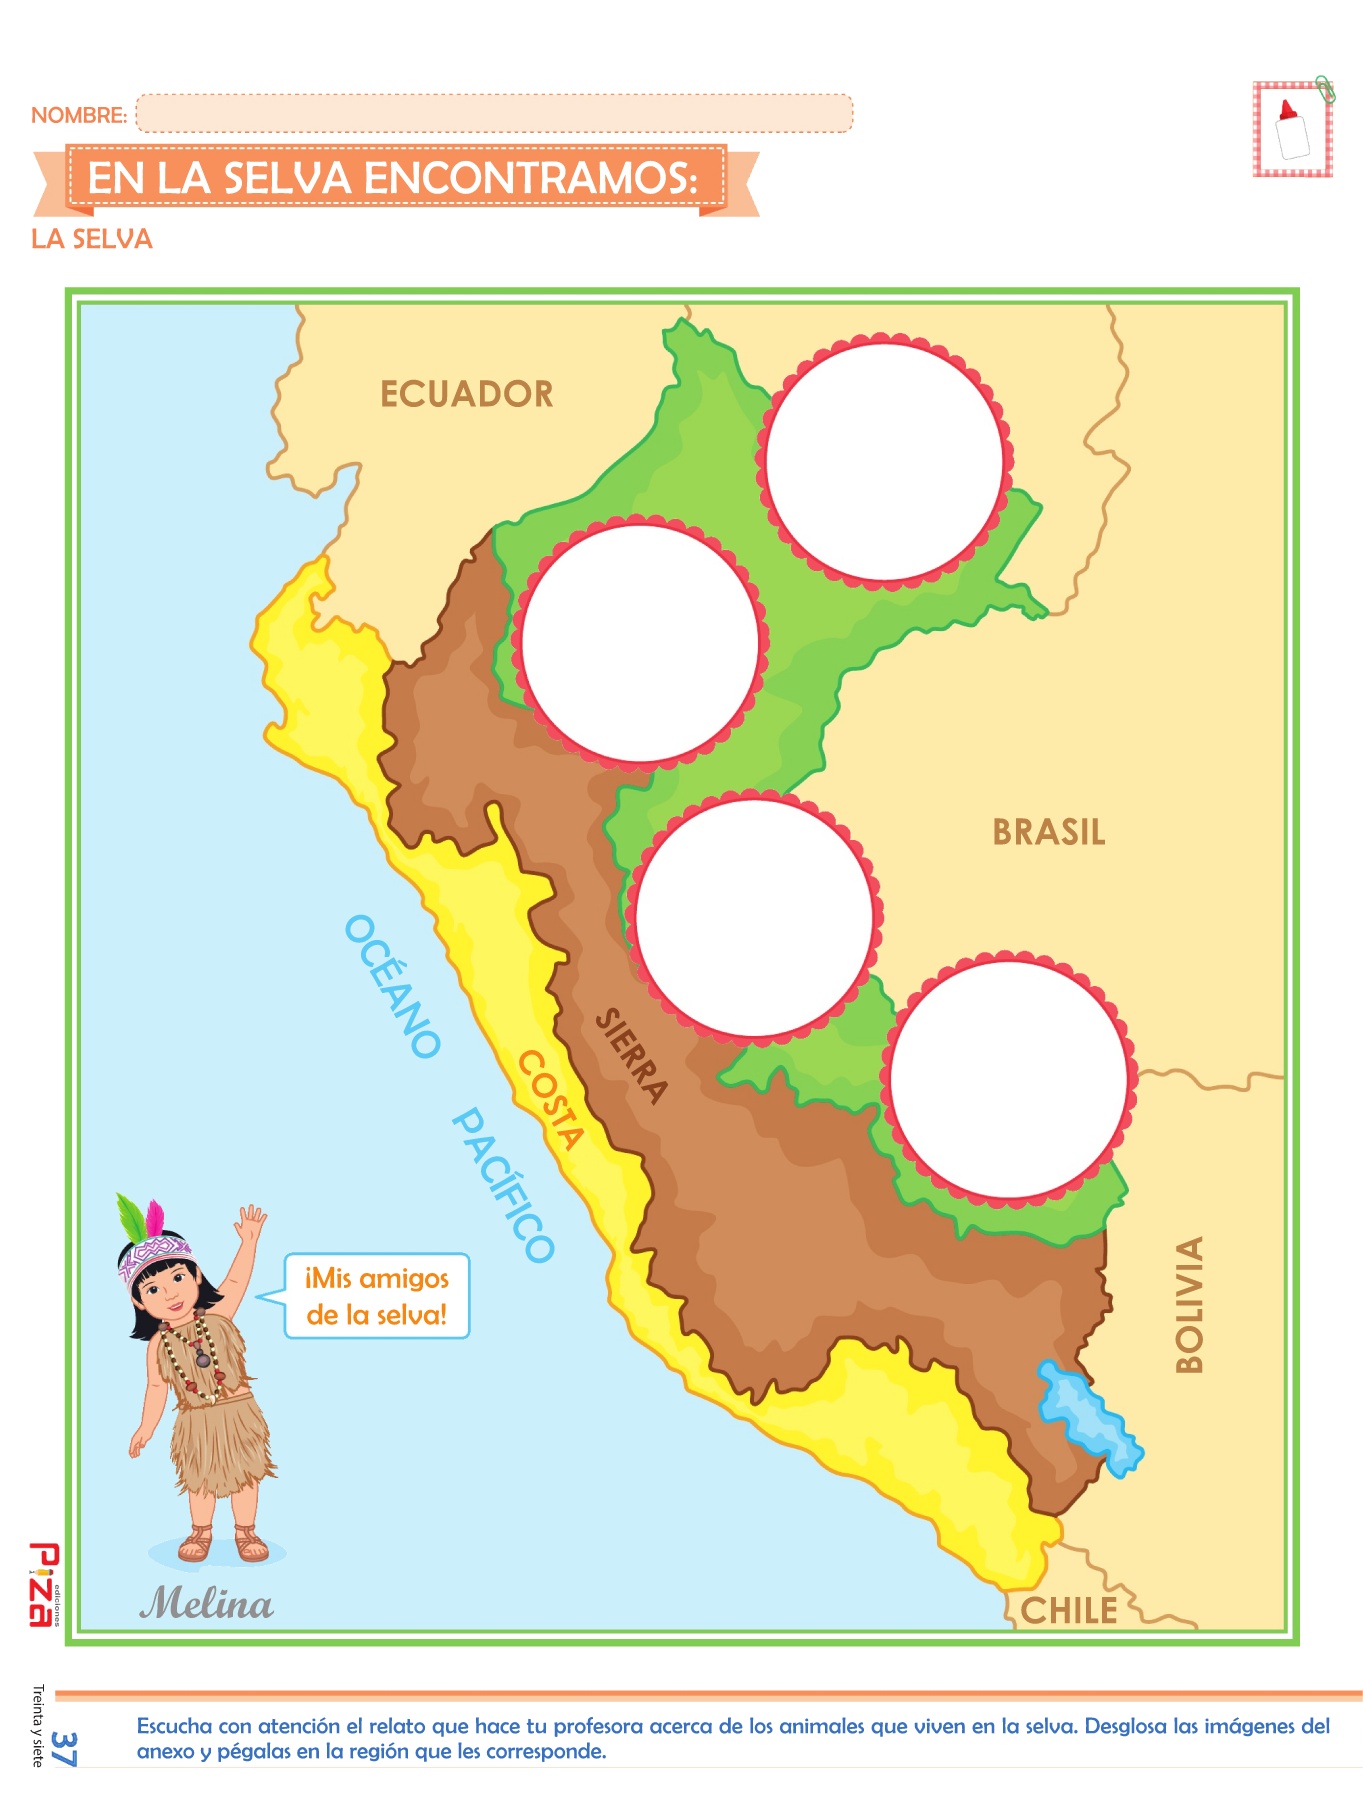 NOMBRE:
EN LA SELVA ENCONTRAMOS:
LA SELVA
ECUADOR
BRASIL
OCÉANO
PACÍFICO
COSTA
SIERRA
¡Mis amigos
de la selva!
BOLIVIA
CHILE
Melina
PIZA
ediciones
Treinta y siete
37
Escucha con atención el relato que hace tu profesora acerca de los animales que viven en la selva. Desglosa las imágenes del
anexo y pégalas en la región que les corresponde.